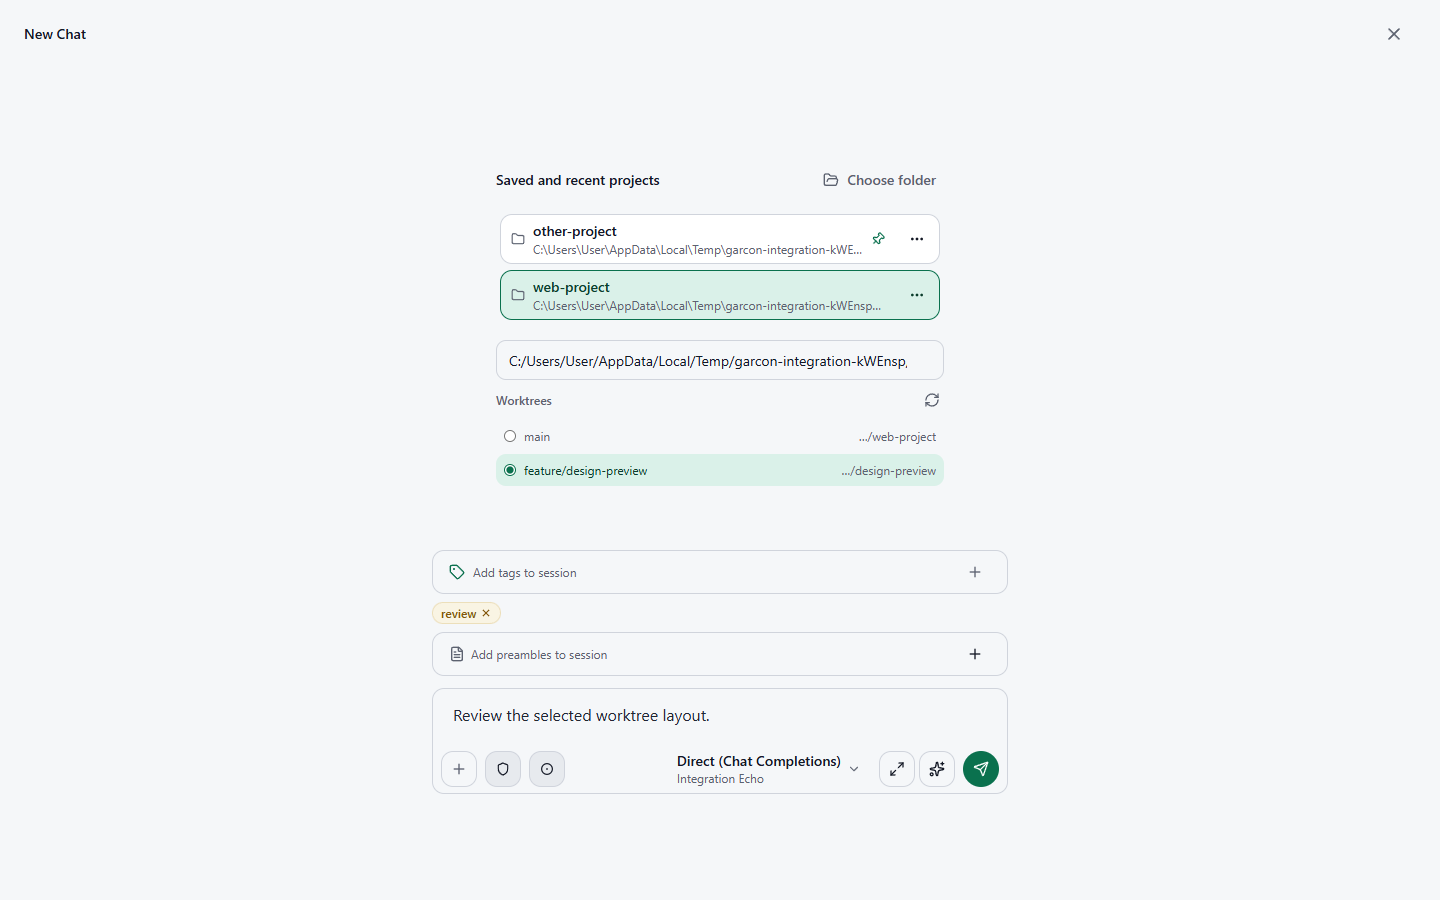 New Chat
Saved and recent projects
Choose folder
other-project
C:\Users\User\AppData\Local\Temp\garcon-integration-kWE...
web-project
C:\Users\User\AppData\Local\Temp\garcon-integration-kWEnsp...
C:/Users/User/AppData/Local/Temp/garcon-integration-kWEnsp,
Worktrees
main
.../web-project
feature/design-preview
.../design-preview
Add tags to session
review
Add preambles to session
Review the selected worktree layout.
Direct (Chat Completions)
Integration Echo